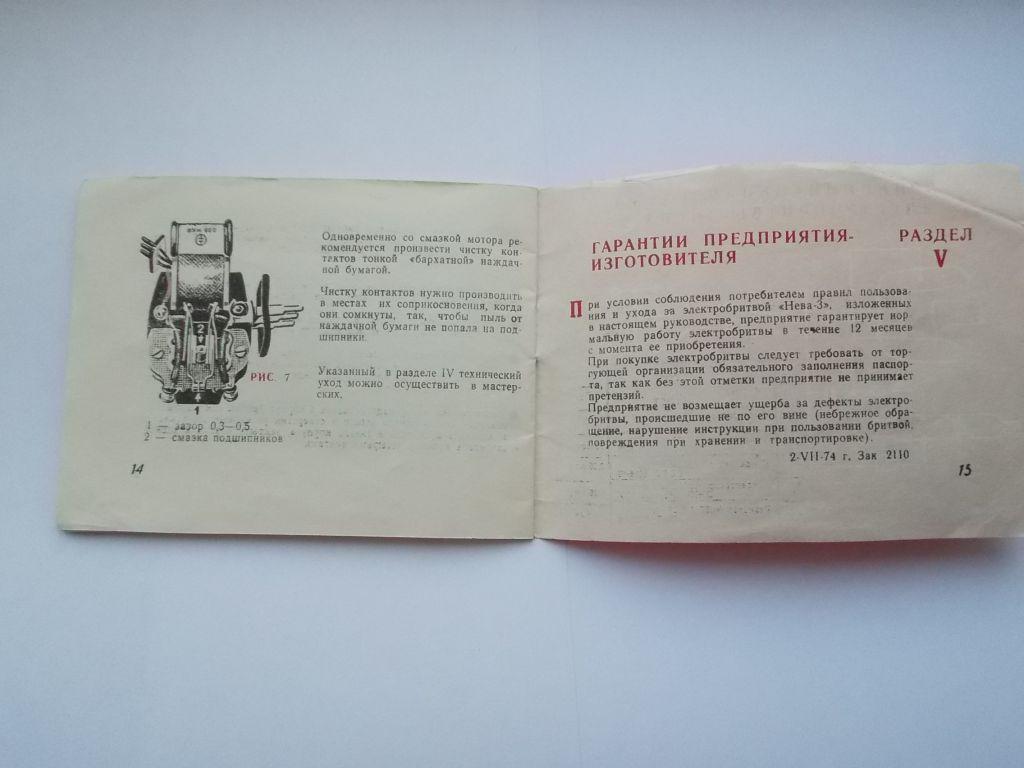 Одновременно со смазкой мотора ре-
комендуется произвести чистку кон-
тактов тонкой «бархатной» наждач-
ной бумагой.
Чистку контактов нужно производить
в местах их соприкосновения, когда
они сомкнуты, так, чтобы пыль от
наждачной бумаги не попала на под-
шипники.
Указанный в разделе IV технический
уход можно осуществить в мастер-
ских.
2
1
РИС. 7
1 — зазор 0,3—0,5.
2 — смазка подшипников
14
ГАРАНТИИ ПРЕДПРИЯТИЯ-
ИЗГОТОВИТЕЛЯ
РАЗДЕЛ
V
При условии соблюдения потребителем правил пользова-
ния и ухода за электробритвой «Нева-3», изложенных
в настоящем руководстве, предприятие гарантирует нор-
мальную работу электробритвы в течение 12 месяцев
с момента ее приобретения.
При покупке электробритвы следует требовать от тор-
гующей организации обязательного заполнения паспор-
та, так как без этой отметки предприятие не принимает
претензий.
Предприятие не возмещает ущерба за дефекты электро-
бритвы, происшедшие не по его вине (небрежное обра-
щение, нарушение инструкции при пользовании бритвой,
повреждения при хранении и транспортировке).
2-VII-74 г. Зак 2110
15